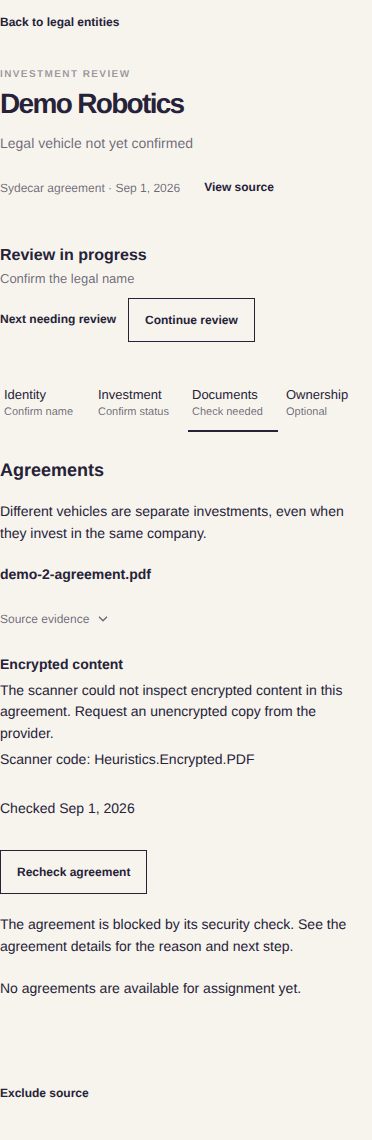 Back to legal entities
INVESTMENT REVIEW
Demo Robotics
Legal vehicle not yet confirmed
Sydecar agreement · Sep 1, 2026 View source
Review in progress
Confirm the legal name
Next needing review Continue review
Identity Investment Documents Ownership
Confirm name Confirm status Check needed Optional
Agreements
Different vehicles are separate investments, even when
they invest in the same company.
demo-2-agreement.pdf
Source evidence
Encrypted content
The scanner could not inspect encrypted content in this
agreement. Request an unencrypted copy from the
provider.
Scanner code: Heuristics.Encrypted.PDF
Checked Sep 1, 2026
Recheck agreement
The agreement is blocked by its security check. See the
agreement details for the reason and next step.
No agreements are available for assignment yet.
Exclude source